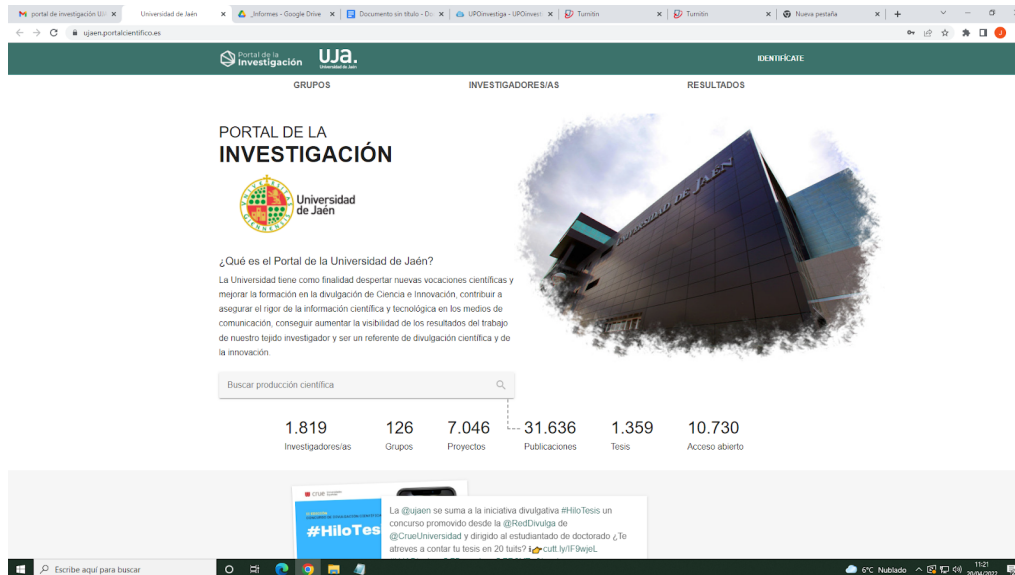 portal de investigación UJA
Universidad de Jaén
_Informes - Google Drive
Documento sin título - Do
UPOinvestiga - UPOinvesti
Turnitin
Turnitin
Nueva pestaña
ujaen.portalcientifico.es
Portal de la
Investigación
UJa.
Universidad de Jaén
IDENTIFÍCATE
GRUPOS
INVESTIGADORES/AS
RESULTADOS
PORTAL DE LA
INVESTIGACIÓN
UNIVERSITAS
GIENNENSIS
Universidad
de Jaén
UNIVERSIDAD DE JAEN
¿Qué es el Portal de la Universidad de Jaén?
La Universidad tiene como finalidad despertar nuevas vocaciones científicas y
mejorar la formación en la divulgación de Ciencia e Innovación, contribuir a
asegurar el rigor de la información científica y tecnológica en los medios de
comunicación, conseguir aumentar la visibilidad de los resultados del trabajo
de nuestro tejido investigador y ser un referente de divulgación científica y de
la innovación.
Buscar producción científica
1.819
126
7.046
31.636
1.359
10.730
Investigadores/as
Grupos
Proyectos
Publicaciones
Tesis
Acceso abierto
crue
#HiloTes
La @ujaen se suma a la iniciativa divulgativa #HiloTesis un
concurso promovido desde la @RedDivulga de
@CrueUniversidad y dirigido al estudiantado de doctorado ¿Te
atreves a contar tu tesis en 20 tuits? cutt.ly/IF9wjeL
Escribe aquí para buscar
6°C Nublado
11:21
20/04/2022